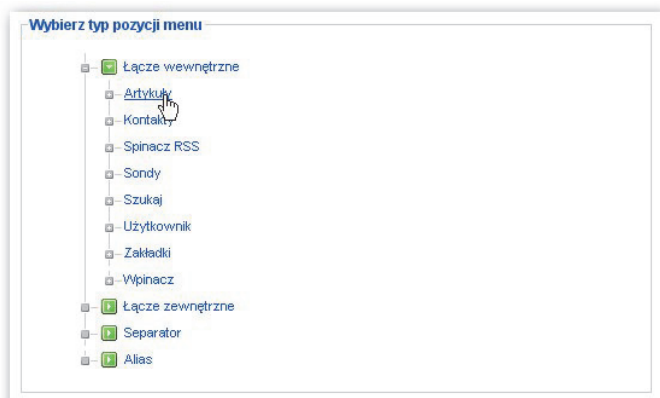 Wybierz typ pozycji menu
Łącze wewnętrzne
Artykuły
Kontakty
Spinacz RSS
Sondy
Szukaj
Użytkownik
Zakładki
Wpinacz
Łącze zewnętrzne
Separator
Alias